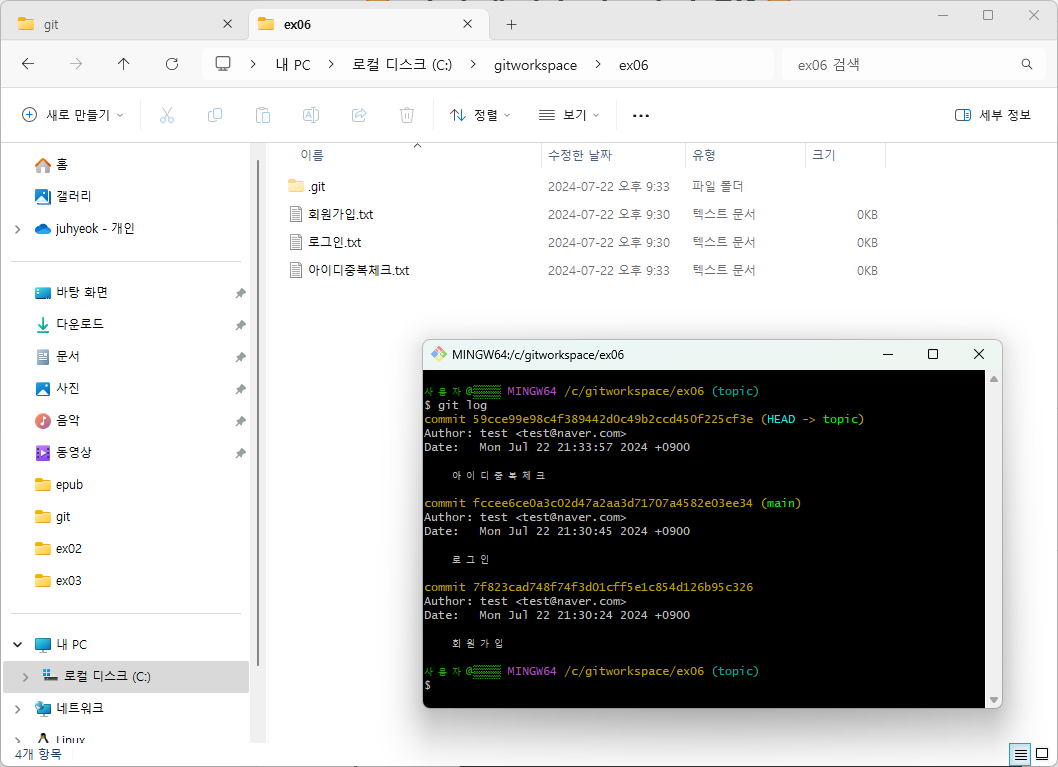 git
ex06
내 PC
로컬 디스크 (C:)
gitworkspace
ex06
ex06 검색
새로 만들기
정렬
보기
세부 정보
홈
갤러리
juhyeok - 개인
바탕 화면
다운로드
문서
사진
음악
동영상
epub
git
ex02
ex03
내 PC
로컬 디스크 (C:)
네트워크
Linux
4개 항목
이름 수정한 날짜 유형 크기
.git 2024-07-22 오후 9:33 파일 폴더
회원가입.txt 2024-07-22 오후 9:30 텍스트 문서 0KB
로그인.txt 2024-07-22 오후 9:30 텍스트 문서 0KB
아이디중복체크.txt 2024-07-22 오후 9:33 텍스트 문서 0KB
MINGW64:/c/gitworkspace/ex06
사용자@▒▒▒▒ MINGW64 /c/gitworkspace/ex06 (topic)
$ git log
commit 59cce99e98c4f389442d0c49b2ccd450f225cf3e (HEAD -> topic)
Author: test <test@naver.com>
Date:   Mon Jul 22 21:33:57 2024 +0900
아이디중복체크
commit fccee6ce0a3c02d47a2aa3d71707a4582e03ee34 (main)
Author: test <test@naver.com>
Date:   Mon Jul 22 21:30:45 2024 +0900
로그인
commit 7f823cad748f74f3d01cff5e1c854d126b95c326
Author: test <test@naver.com>
Date:   Mon Jul 22 21:30:24 2024 +0900
회원가입
사용자@▒▒▒▒ MINGW64 /c/gitworkspace/ex06 (topic)
$